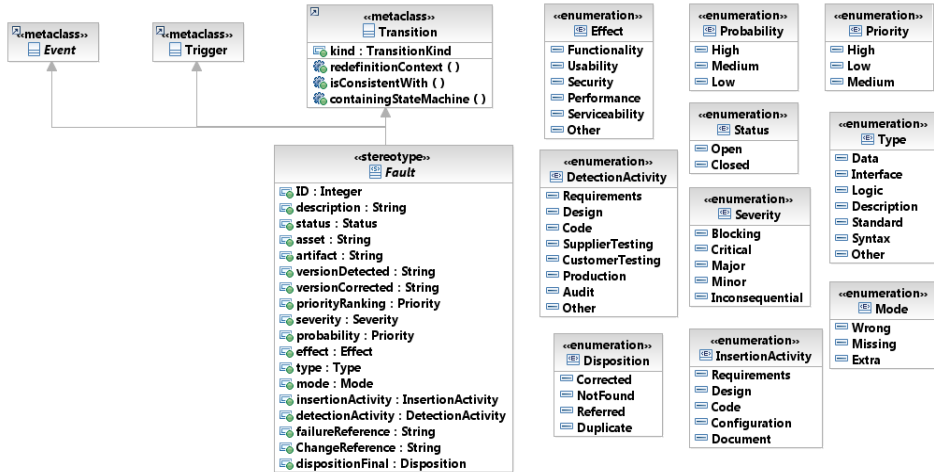 «metaclass»
Event
«metaclass»
Trigger
«metaclass»
Transition
kind : TransitionKind
redefinitionContext ( )
isConsistentWith ( )
containingStateMachine ( )
«stereotype»
Fault
ID : Integer
description : String
status : Status
asset : String
artifact : String
versionDetected : String
versionCorrected : String
priorityRanking : Priority
severity : Severity
probability : Priority
effect : Effect
type : Type
mode : Mode
insertionActivity : InsertionActivity
detectionActivity : DetectionActivity
failureReference : String
ChangeReference : String
dispositionFinal : Disposition
«enumeration»
Effect
Functionality
Usability
Security
Performance
Serviceability
Other
«enumeration»
DetectionActivity
Requirements
Design
Code
SupplierTesting
CustomerTesting
Production
Audit
Other
«enumeration»
Disposition
Corrected
NotFound
Referred
Duplicate
«enumeration»
Probability
High
Medium
Low
«enumeration»
Status
Open
Closed
«enumeration»
Severity
Blocking
Critical
Major
Minor
Inconsequential
«enumeration»
InsertionActivity
Requirements
Design
Code
Configuration
Document
«enumeration»
Priority
High
Low
Medium
«enumeration»
Type
Data
Interface
Logic
Description
Standard
Syntax
Other
«enumeration»
Mode
Wrong
Missing
Extra